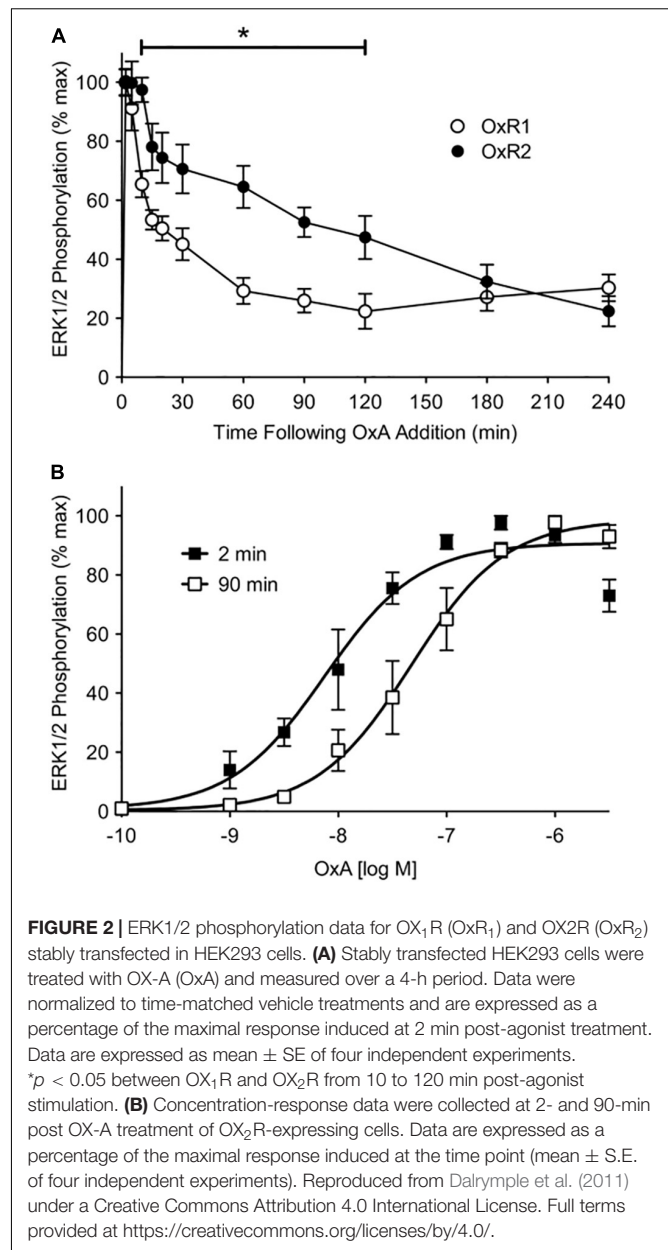 A
*
ERK1/2 Phosphorylation (% max)
100
80
60
40
20
0
OxR1
OxR2
0 30 60 90 120 150 180 210 240
Time Following OxA Addition (min)
B
ERK1/2 Phosphorylation (% max)
100
80
60
40
20
0
2 min
90 min
-10 -9 -8 -7 -6
OxA [log M]
FIGURE 2 | ERK1/2 phosphorylation data for OX₁R (OxR₁) and OX2R (OxR₂)
stably transfected in HEK293 cells. (A) Stably transfected HEK293 cells were
treated with OX-A (OxA) and measured over a 4-h period. Data were
normalized to time-matched vehicle treatments and are expressed as a
percentage of the maximal response induced at 2 min post-agonist treatment.
Data are expressed as mean ± SE of four independent experiments.
*p < 0.05 between OX₁R and OX₂R from 10 to 120 min post-agonist
stimulation. (B) Concentration-response data were collected at 2- and 90-min
post OX-A treatment of OX₂R-expressing cells. Data are expressed as a
percentage of the maximal response induced at the time point (mean ± S.E.
of four independent experiments). Reproduced from Dalrymple et al. (2011)
under a Creative Commons Attribution 4.0 International License. Full terms
provided at https://creativecommons.org/licenses/by/4.0/.